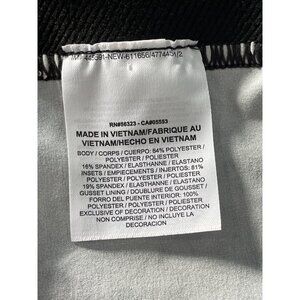 RN#56323 - CA#05553
MADE IN VIETNAM/FABRIQUE AU
VIETNAM/HECHO EN VIETNAM
BODY / CORPS / CUERPO: 84% POLYESTER /
POLYESTER / POLIESTER
16% SPANDEX / ELASTHANNE / ELASTANO
INSETS / EMPIECEMENTS / INJERTOS: 81%
POLYESTER / POLYESTER / POLIESTER
19% SPANDEX / ELASTHANNE / ELASTANO
GUSSET LINING / DOUBLURE DE GOUSSET /
FORRO DEL PUENTE INTERIOR: 100%
POLYESTER / POLYESTER / POLIESTER
EXCLUSIVE OF DECORATION / DECORATION
NON COMPRISE / NO INCLUYE LA
DECORACION